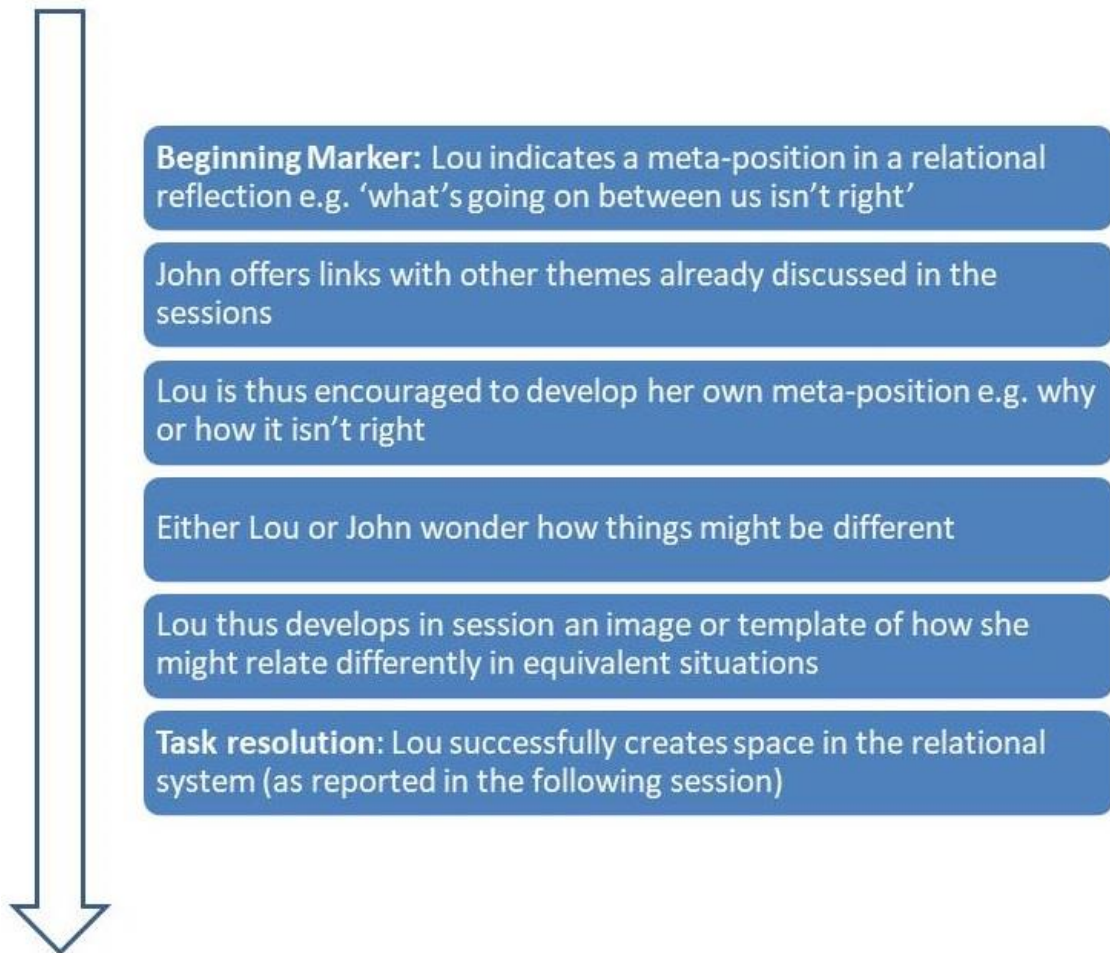 Beginning Marker: Lou indicates a meta-position in a relational
reflection e.g. ‘what’s going on between us isn’t right’
John offers links with other themes already discussed in the
sessions
Lou is thus encouraged to develop her own meta-position e.g. why
or how it isn’t right
Either Lou or John wonder how things might be different
Lou thus develops in session an image or template of how she
might relate differently in equivalent situations
Task resolution: Lou successfully creates space in the relational
system (as reported in the following session)